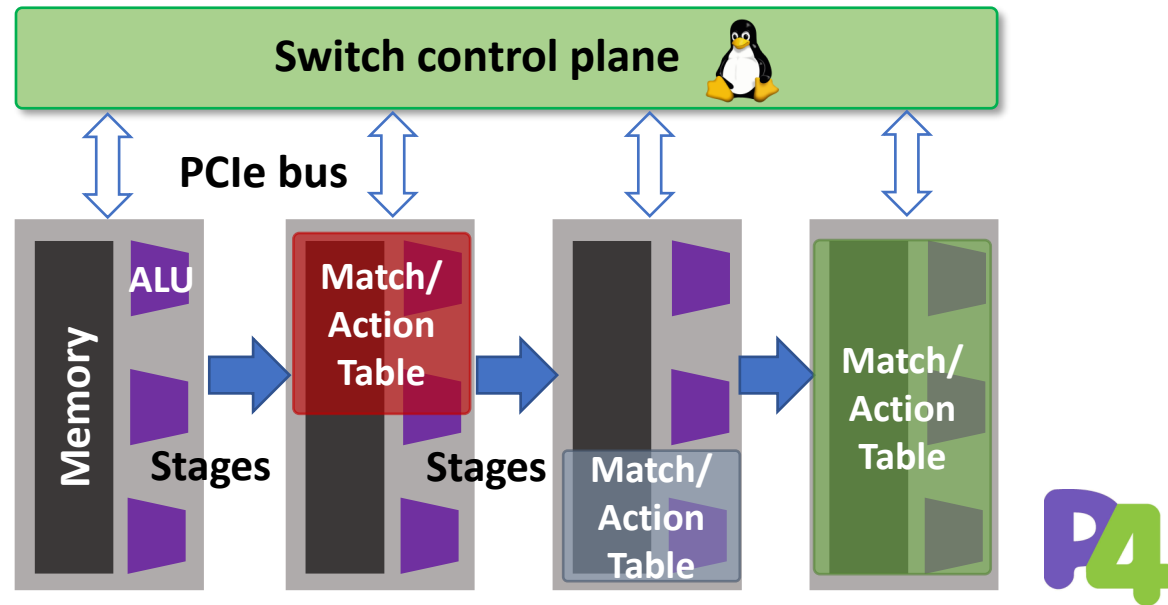 Switch control plane
PCIe bus
Memory
ALU
Stages
Match/
Action
Table
Stages
Match/
Action
Table
Match/
Action
Table
P4